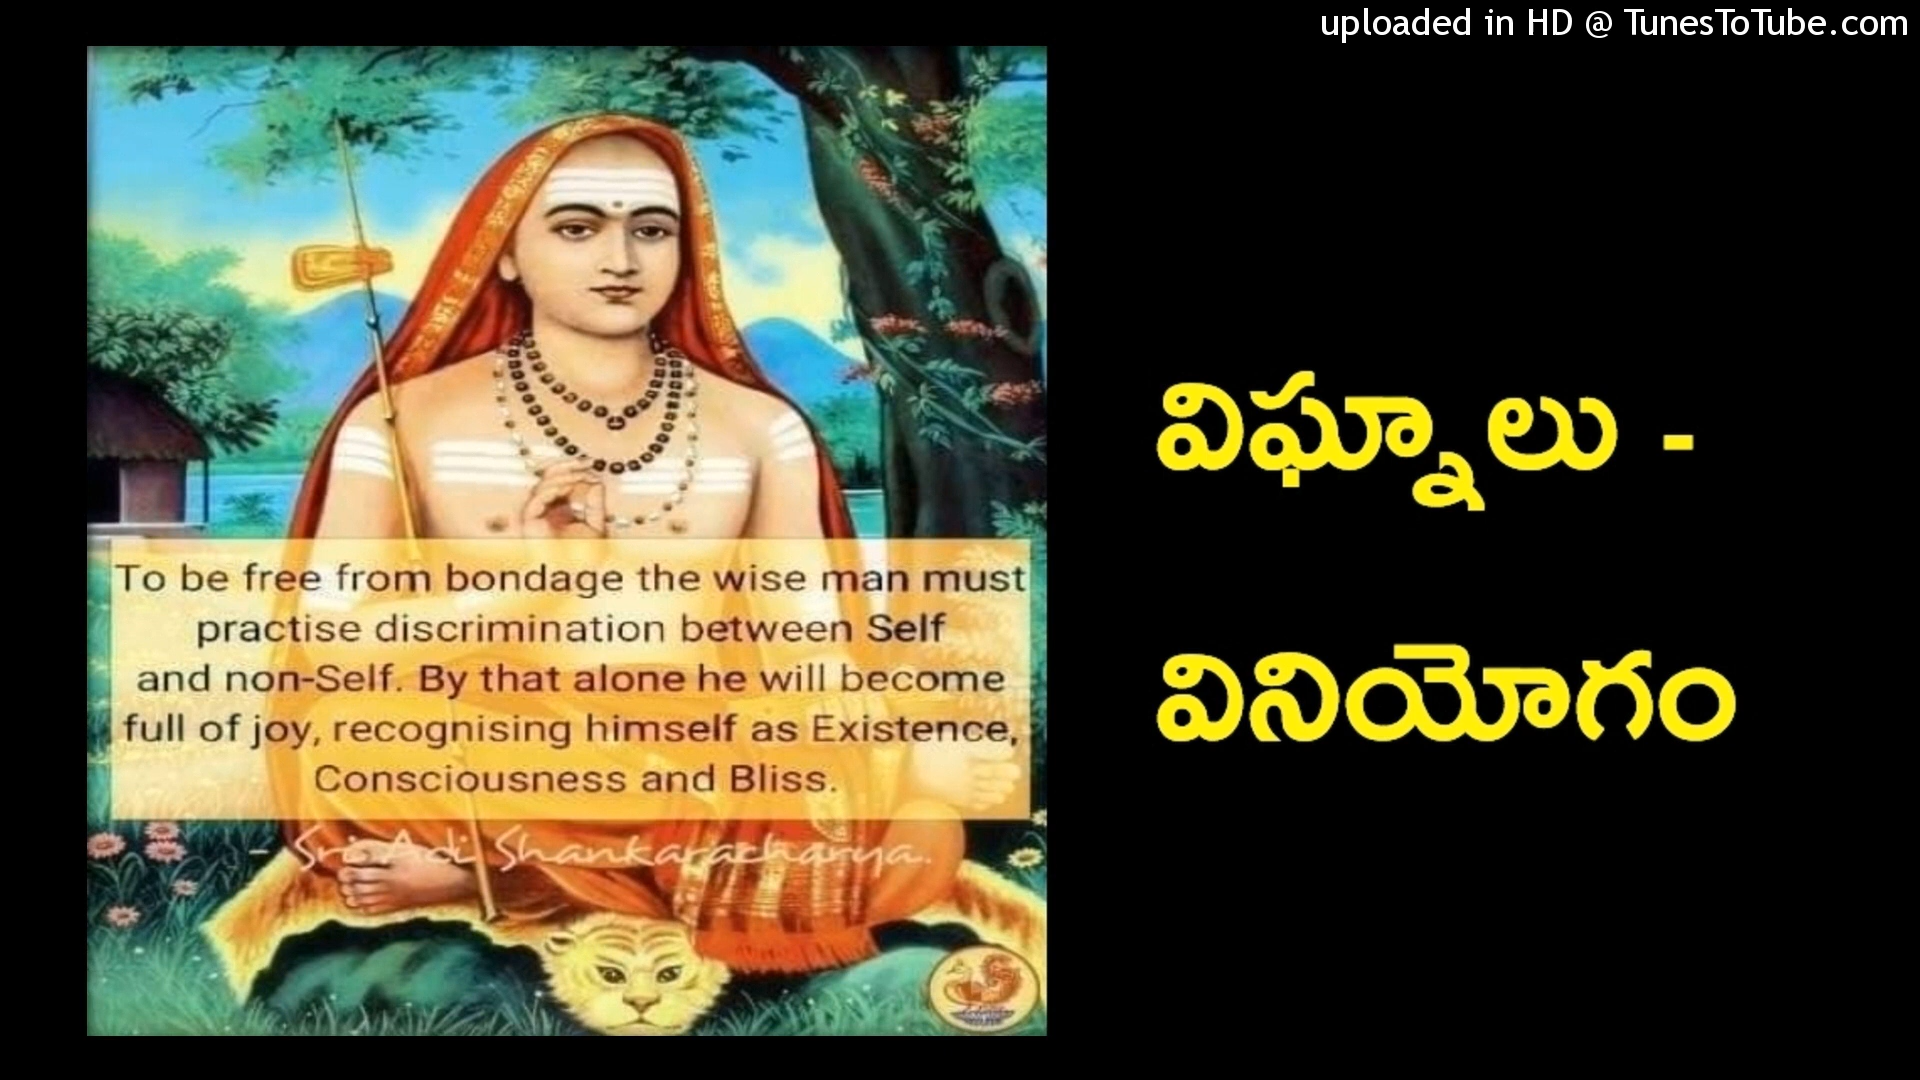 uploaded in HD @ TunesToTube.com
To be free from bondage the wise man must
practise discrimination between Self
and non-Self. By that alone he will become
full of joy, recognising himself as Existence,
Consciousness and Bliss.
- Sri Adi Shankaracharya.
విఘ్నాలు -
వినియోగం